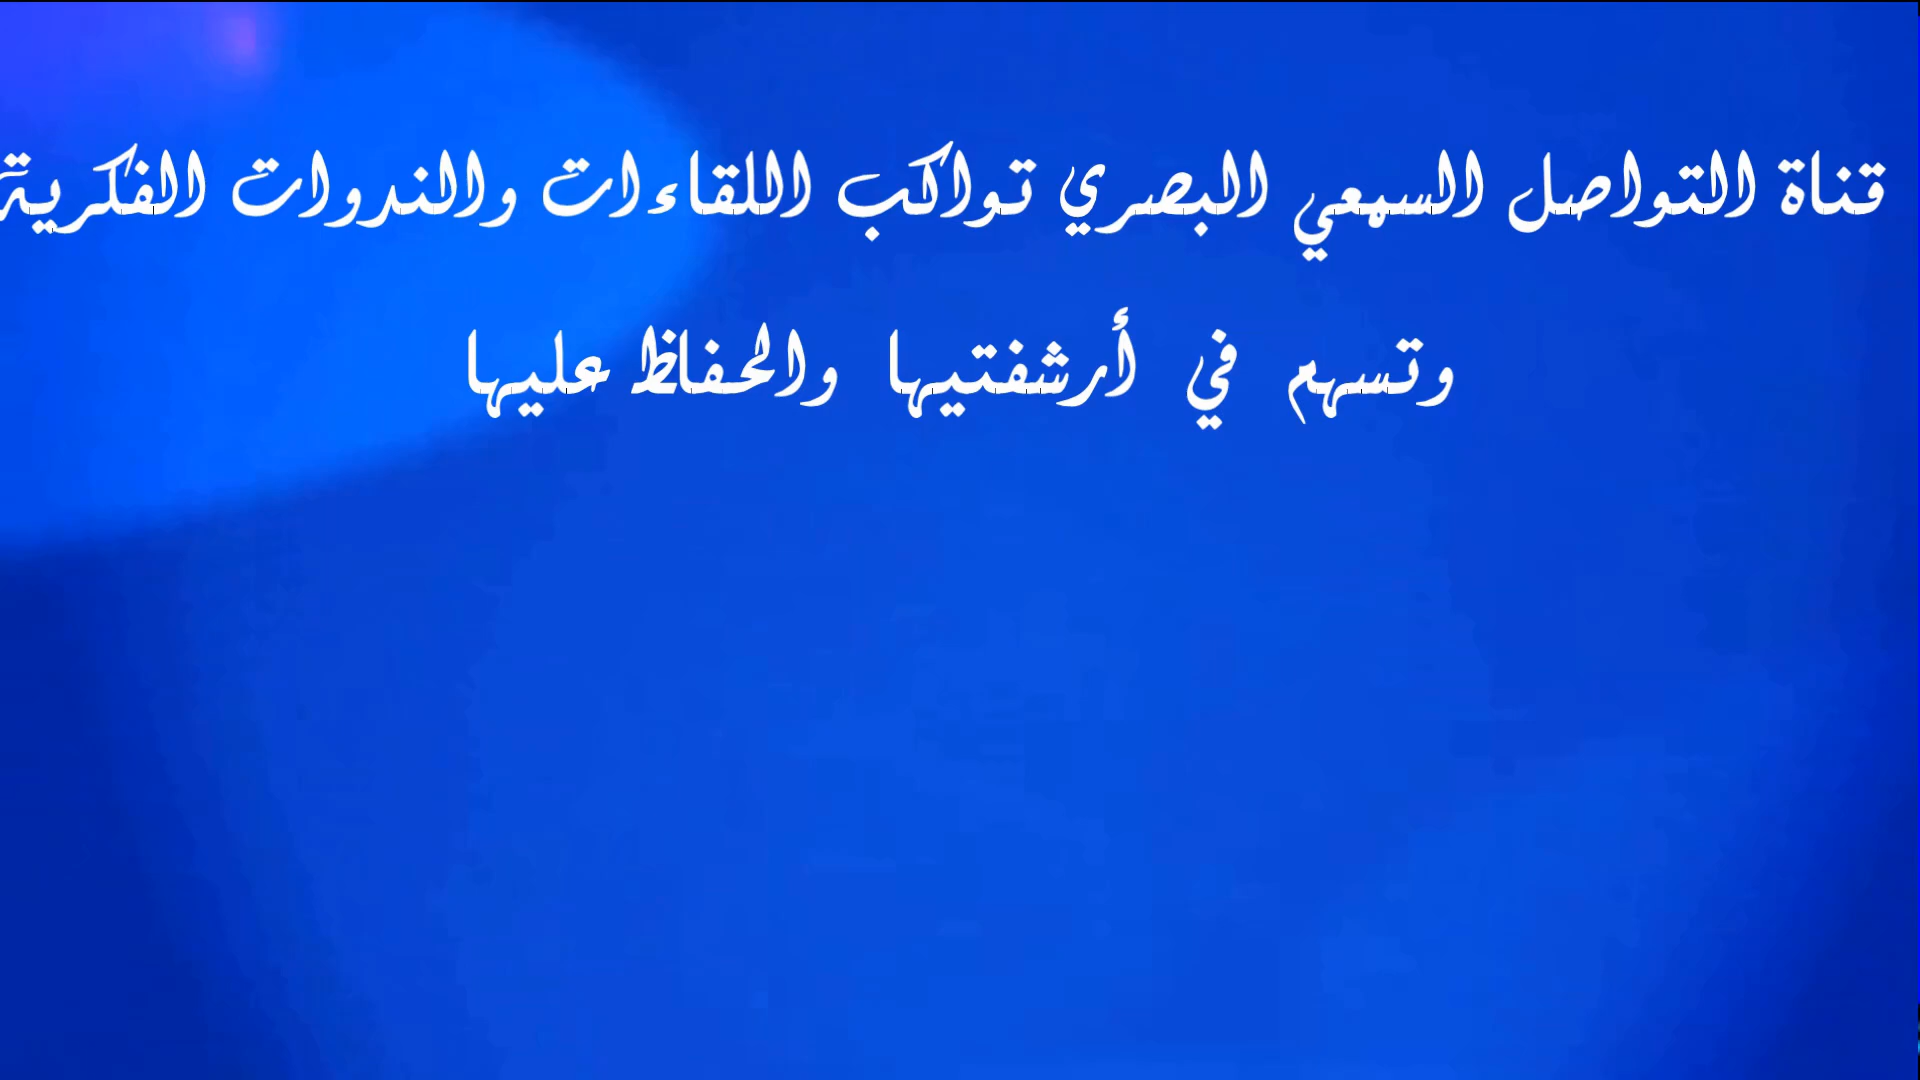 قناة التواصل السمعي البصري تواكب اللقاءات والندوات الفكرية
وتسهم في أرشفتيها والحفاظ عليها